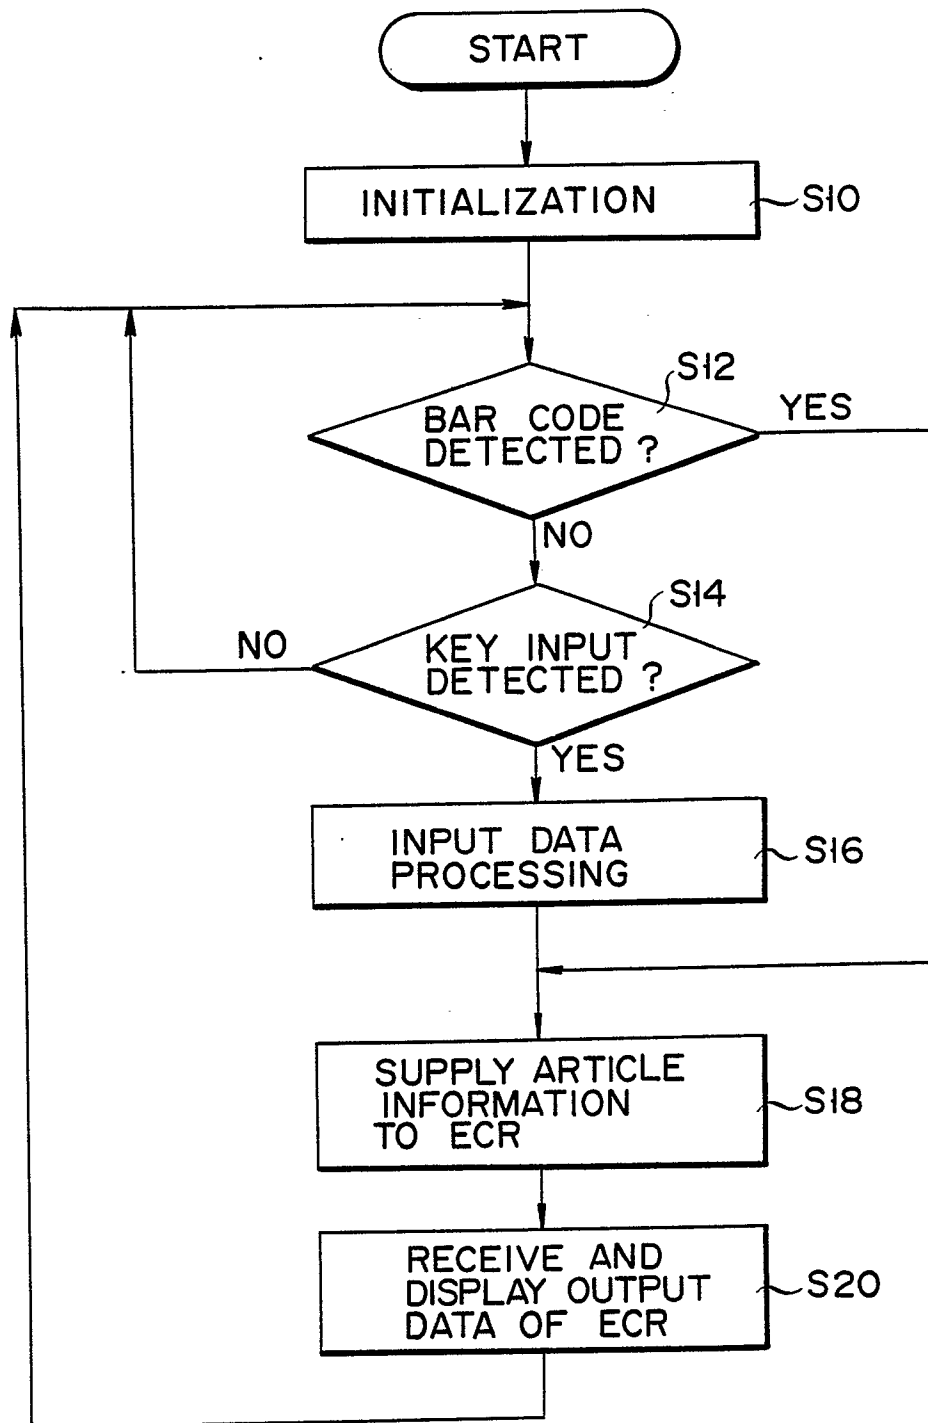 START
INITIALIZATION
S10
S12
YES
BAR CODE
DETECTED ?
NO
S14
NO
KEY INPUT
DETECTED ?
YES
INPUT DATA
PROCESSING
S16
SUPPLY ARTICLE
INFORMATION
TO ECR
S18
RECEIVE AND
DISPLAY OUTPUT
DATA OF ECR
S20